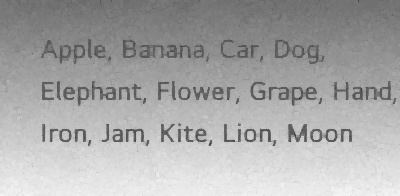 Apple, Banana, Car, Dog,
Elephant, Flower, Grape, Hand,
Iron, Jam, Kite, Lion, Moon